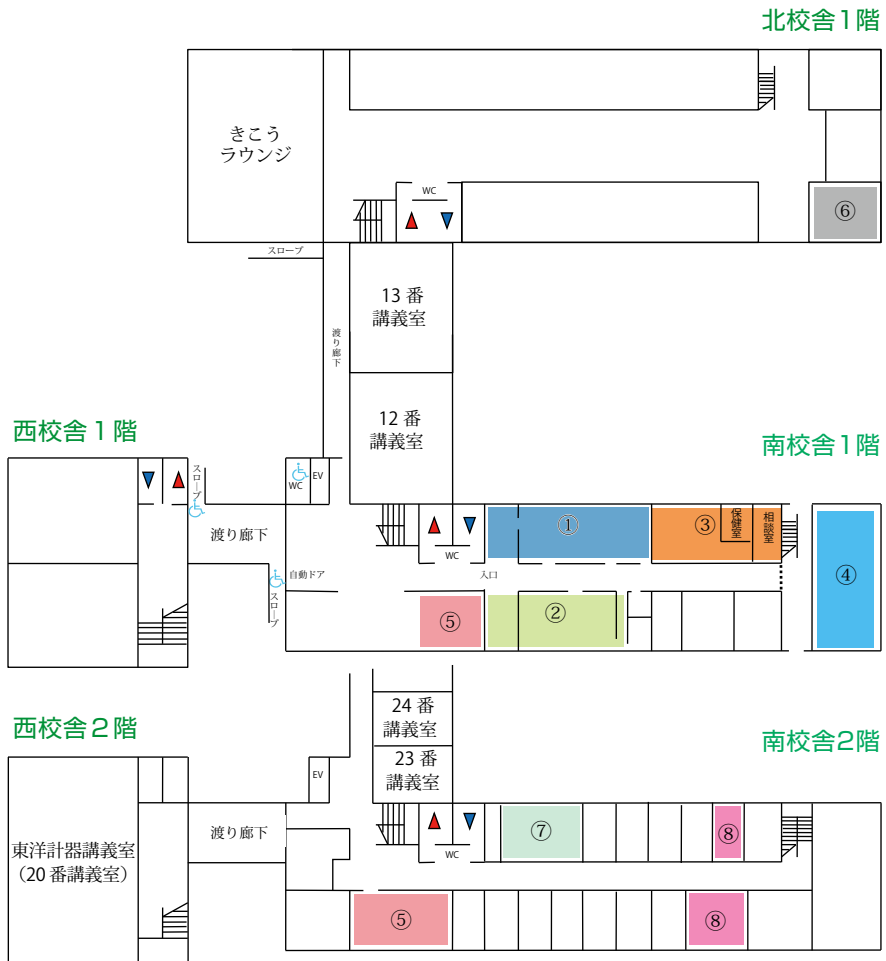 北校舎1階
きこう
ラウンジ
WC
⑥
スロープ
13 番
講義室
渡り廊下
12 番
講義室
西校舎1階
南校舎1階
スロープ
WC
EV
渡り廊下
①
③
保健室
相談室
WC
自動ドア
入口
④
スロープ
⑤
②
24 番
講義室
西校舎2階
南校舎2階
23 番
講義室
EV
渡り廊下
⑦
⑧
WC
東洋計器講義室
（20 番講義室）
⑤
⑧